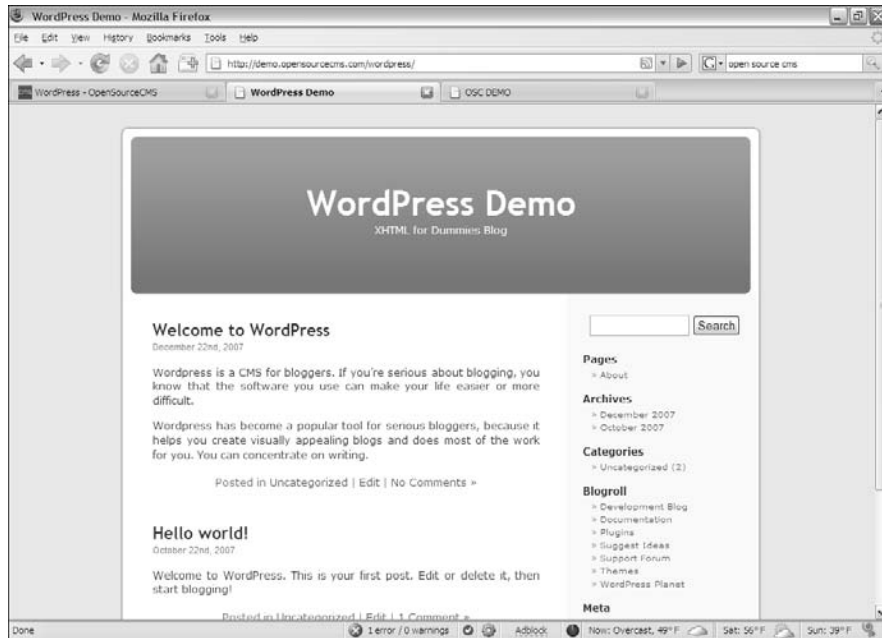 WordPress Demo - Mozilla Firefox
File Edit View History Bookmarks Tools Help
http://demo.opensourcecms.com/wordpress/
open source cms
WordPress - OpenSourceCMS
WordPress Demo
OSC DEMO
WordPress Demo
XHTML for Dummies Blog
Welcome to WordPress
December 22nd, 2007
Wordpress is a CMS for bloggers. If you're serious about blogging, you
know that the software you use can make your life easier or more
difficult.
Wordpress has become a popular tool for serious bloggers, because it
helps you create visually appealing blogs and does most of the work
for you. You can concentrate on writing.
Posted in Uncategorized | Edit | No Comments »
Hello world!
October 22nd, 2007
Welcome to WordPress. This is your first post. Edit or delete it, then
start blogging!
Posted in Uncategorized | Edit | 1 Comment »
Search
Pages
» About
Archives
» December 2007
» October 2007
Categories
» Uncategorized (2)
Blogroll
» Development Blog
» Documentation
» Plugins
» Suggest Ideas
» Support Forum
» Themes
» WordPress Planet
Meta
Done
1 error / 0 warnings
Adblock
Now: Overcast, 49° F
Sat: 56° F
Sun: 39° F